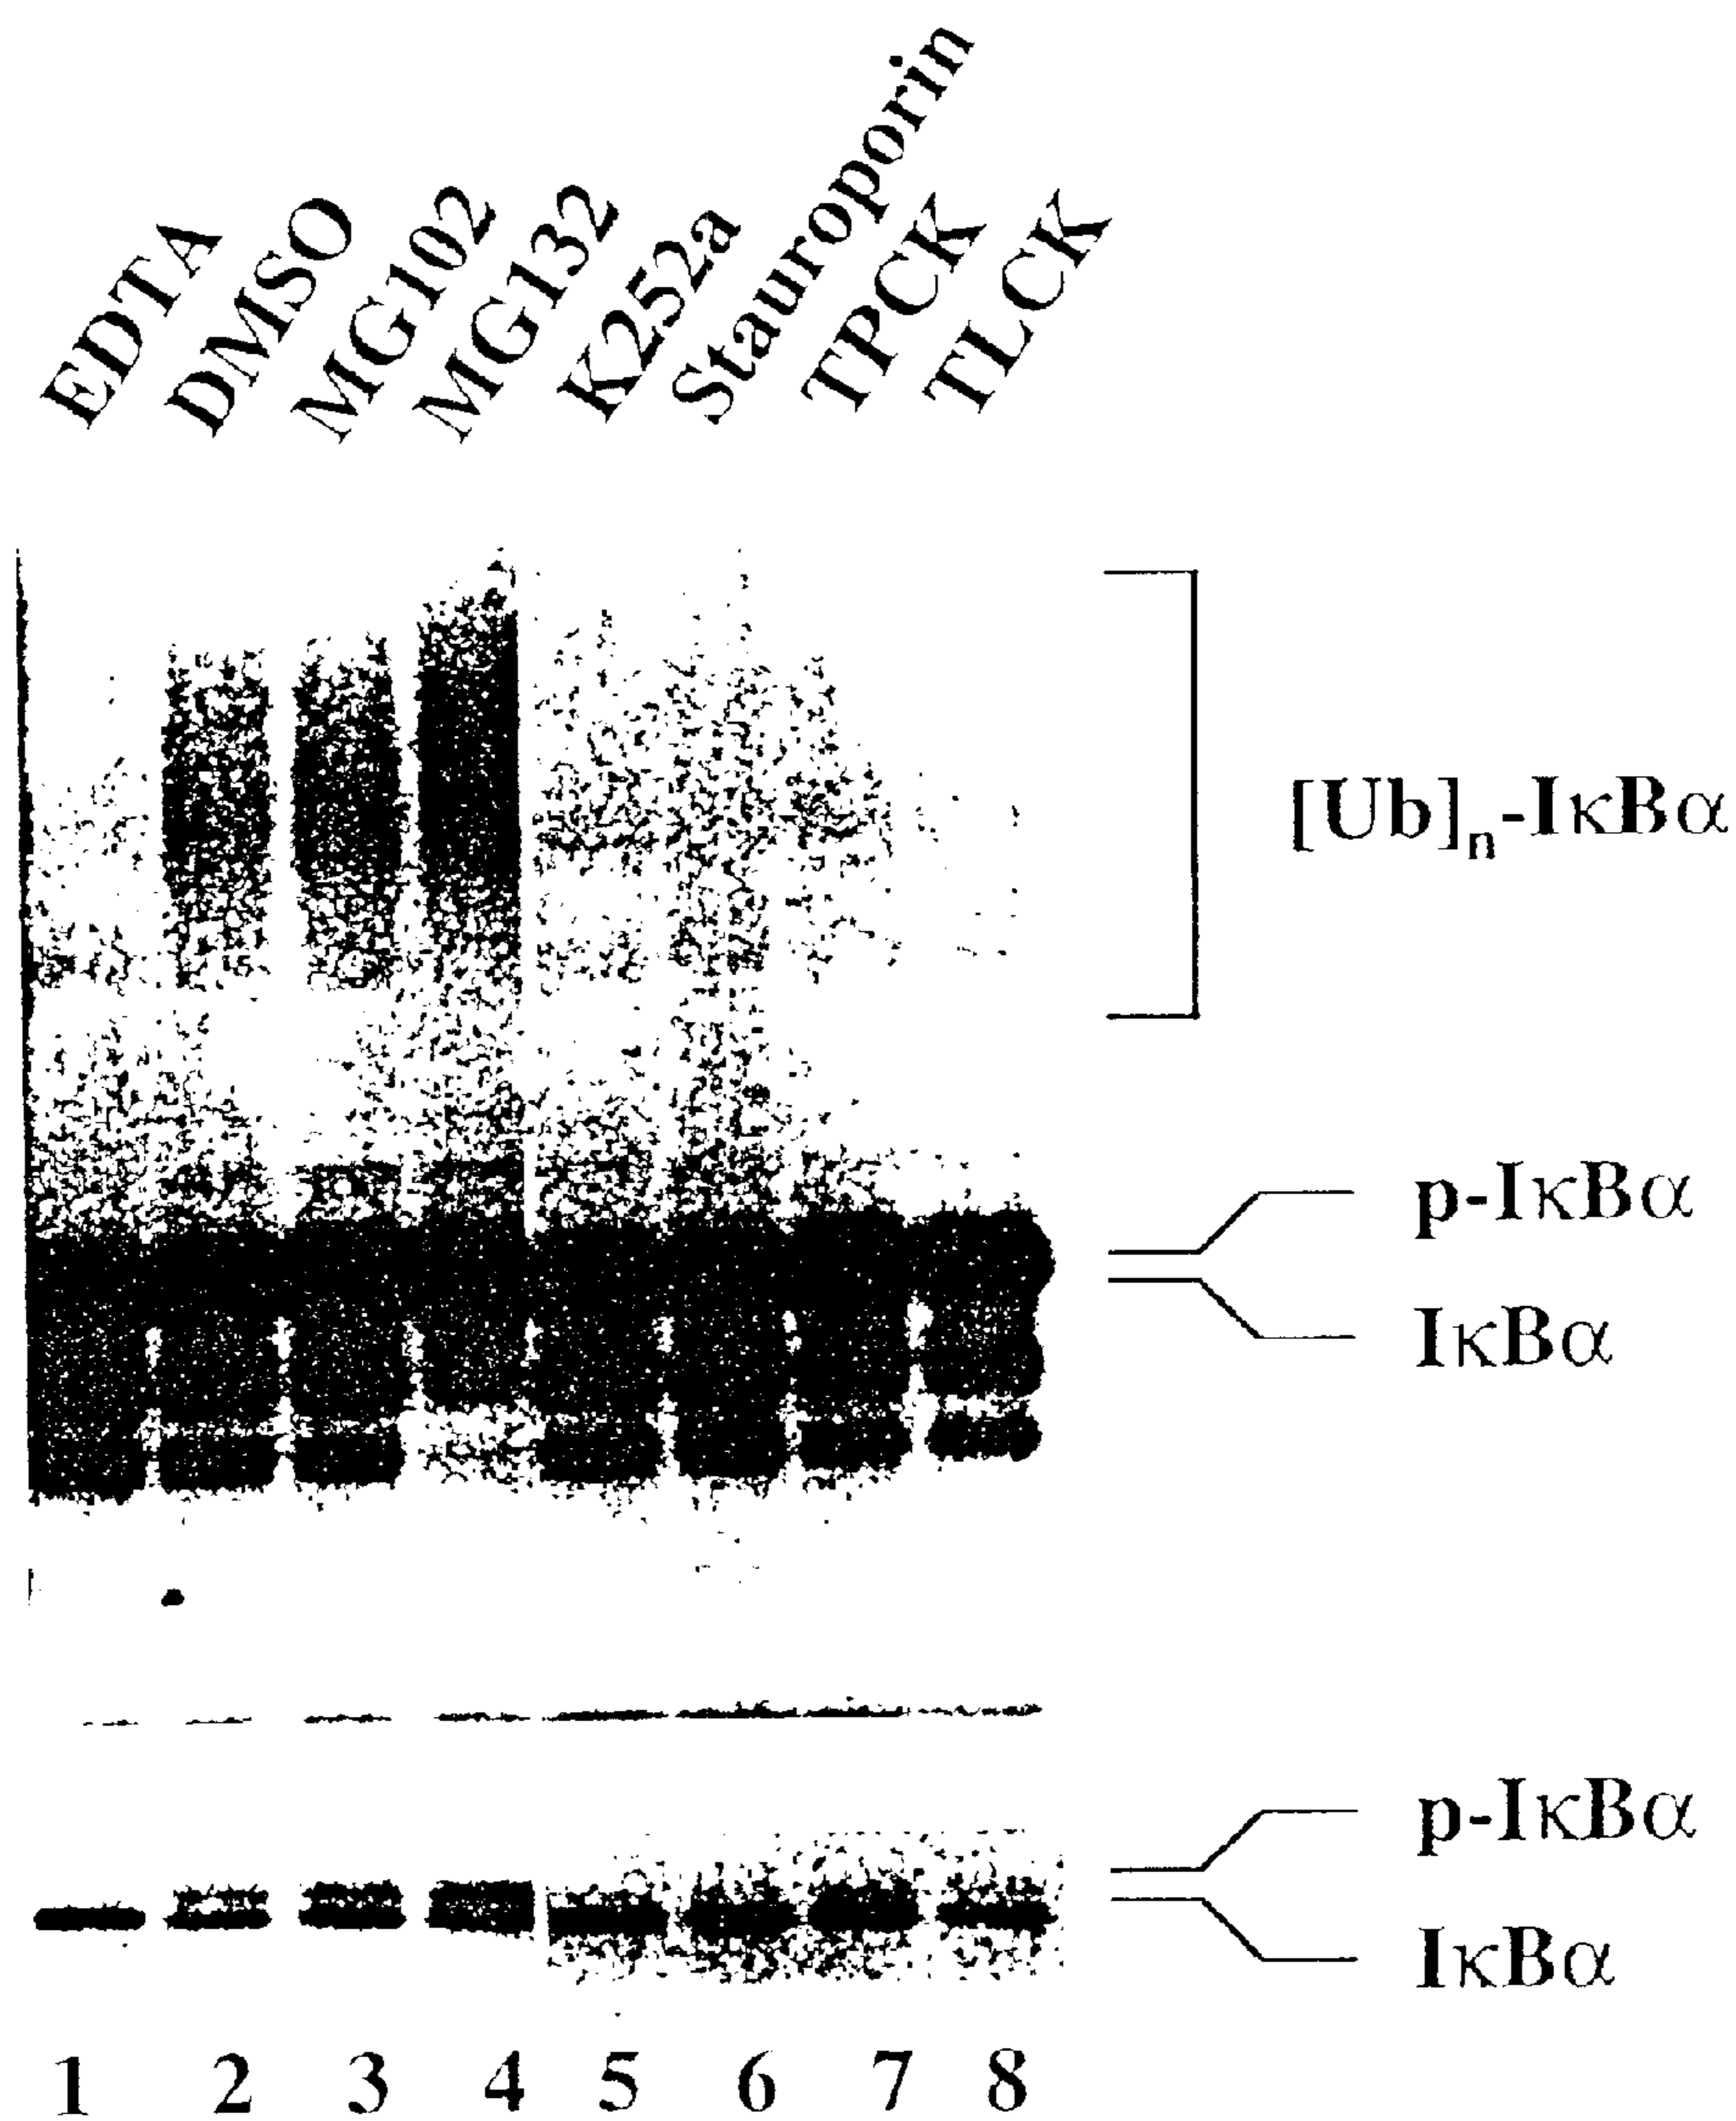 EDTA
DMSO
MG102
MG132
K252a
Stauroporin
TPCK
TLCK
[Ub]n-IκBα
p-IκBα
IκBα
p-IκBα
IκBα
1 2 3 4 5 6 7 8